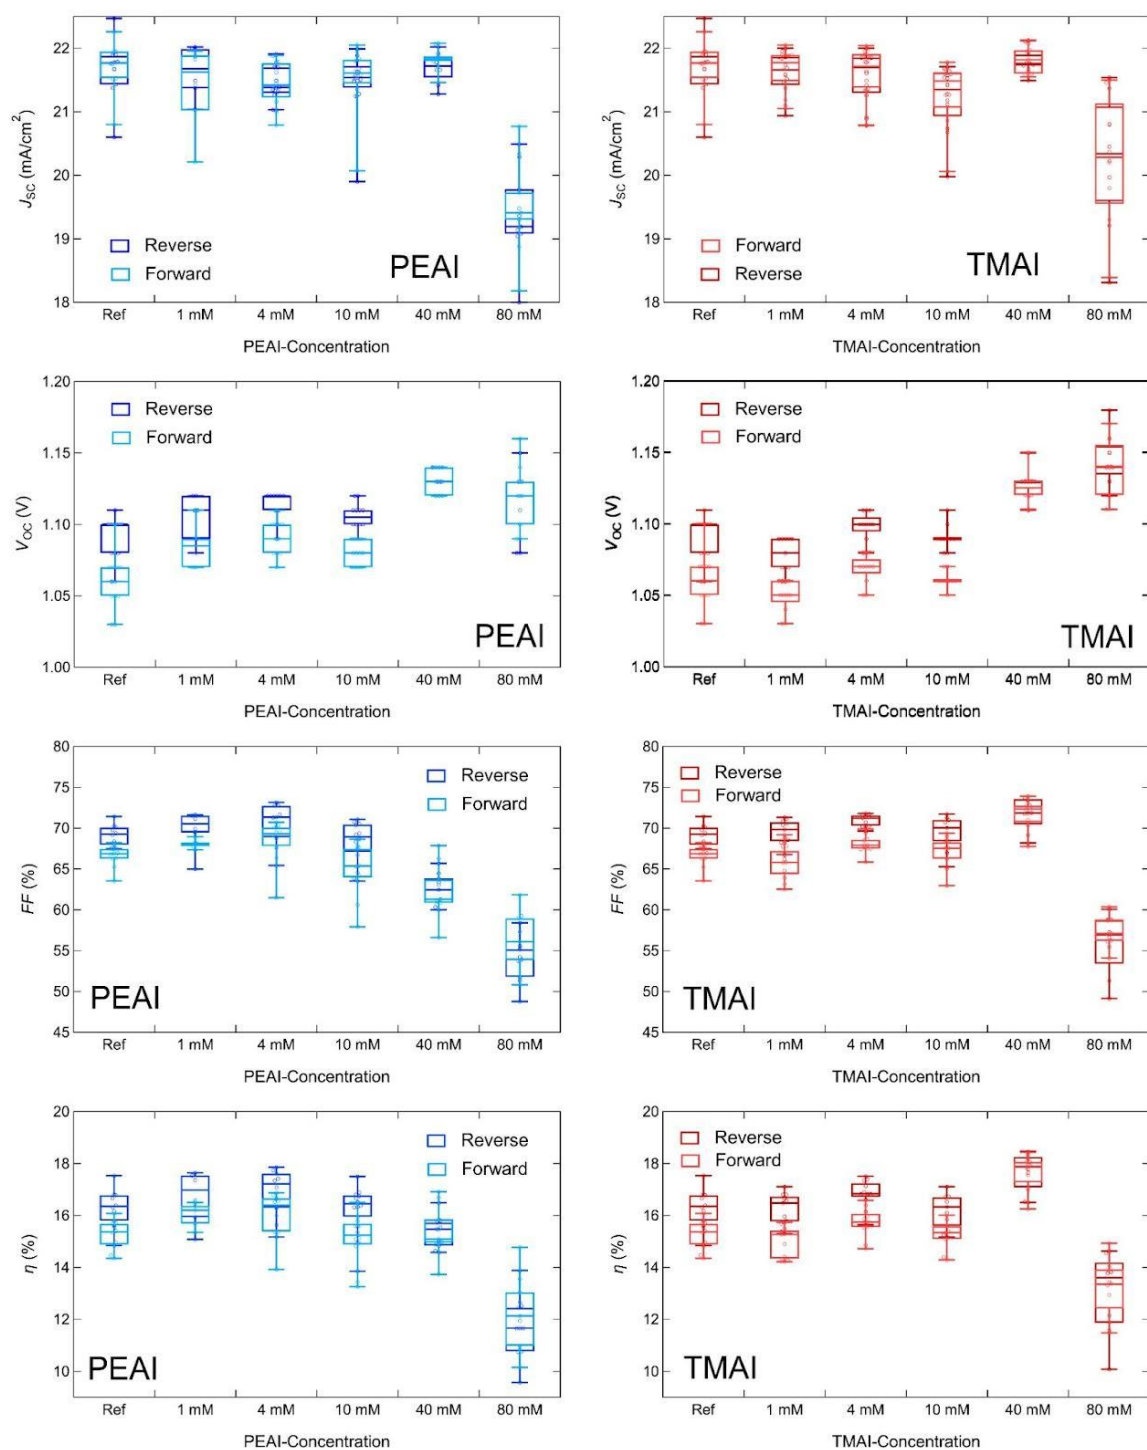 22
21
20
19
18
J_SC (mA/cm²)
Reverse
Forward
PEAI
Ref 1 mM 4 mM 10 mM 40 mM 80 mM
PEAI-Concentration
22
21
20
19
18
J_SC (mA/cm²)
Forward
Reverse
TMAI
Ref 1 mM 4 mM 10 mM 40 mM 80 mM
TMAI-Concentration
1.20
1.15
1.10
1.05
1.00
V_OC (V)
Reverse
Forward
PEAI
Ref 1 mM 4 mM 10 mM 40 mM 80 mM
PEAI-Concentration
1.20
1.15
1.10
1.05
1.00
V_OC (V)
Reverse
Forward
TMAI
Ref 1 mM 4 mM 10 mM 40 mM 80 mM
TMAI-Concentration
80
75
70
65
60
55
50
45
FF (%)
Reverse
Forward
PEAI
Ref 1 mM 4 mM 10 mM 40 mM 80 mM
PEAI-Concentration
80
75
70
65
60
55
50
45
FF (%)
Reverse
Forward
TMAI
Ref 1 mM 4 mM 10 mM 40 mM 80 mM
TMAI-Concentration
20
18
16
14
12
10
η (%)
Reverse
Forward
PEAI
Ref 1 mM 4 mM 10 mM 40 mM 80 mM
PEAI-Concentration
20
18
16
14
12
10
η (%)
Reverse
Forward
TMAI
Ref 1 mM 4 mM 10 mM 40 mM 80 mM
TMAI-Concentration